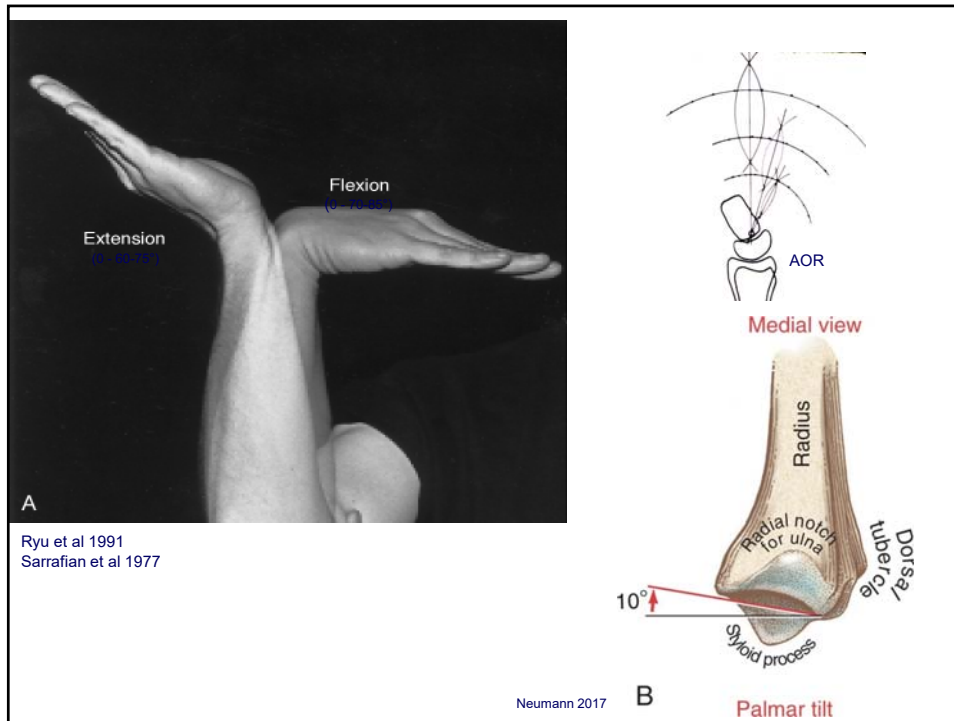 Flexion
(0 - 70-85°)
Extension
(0 - 60-75°)
A
Ryu et al 1991
Sarrafian et al 1977
AOR
Medial view
Radius
Radial notch
for ulna
Dorsal
tubercle
10°
Styloid process
Neumann 2017
B
Palmar tilt